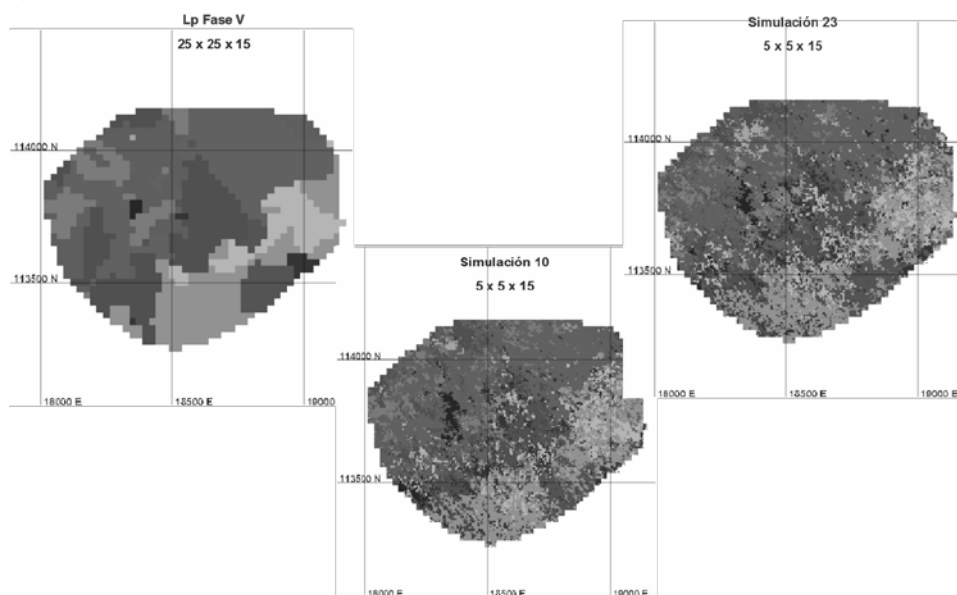 Lp Fase V
25 x 25 x 15
114000 N
113500 N
18000 E
18500 E
19000
Simulación 10
5 x 5 x 15
114000 N
113500 N
18000 E
18500 E
19000 E
Simulación 23
5 x 5 x 15
114000 N
113500 N
18000 E
18500 E
19000 E